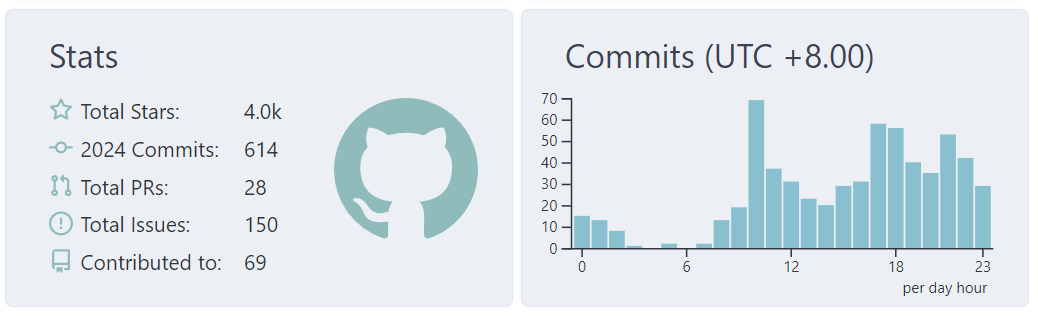 Stats
Total Stars: 4.0k
2024 Commits: 614
Total PRs: 28
Total Issues: 150
Contributed to: 69
Commits (UTC +8.00)
70
60
50
40
30
20
10
0
0 6 12 18 23
per day hour